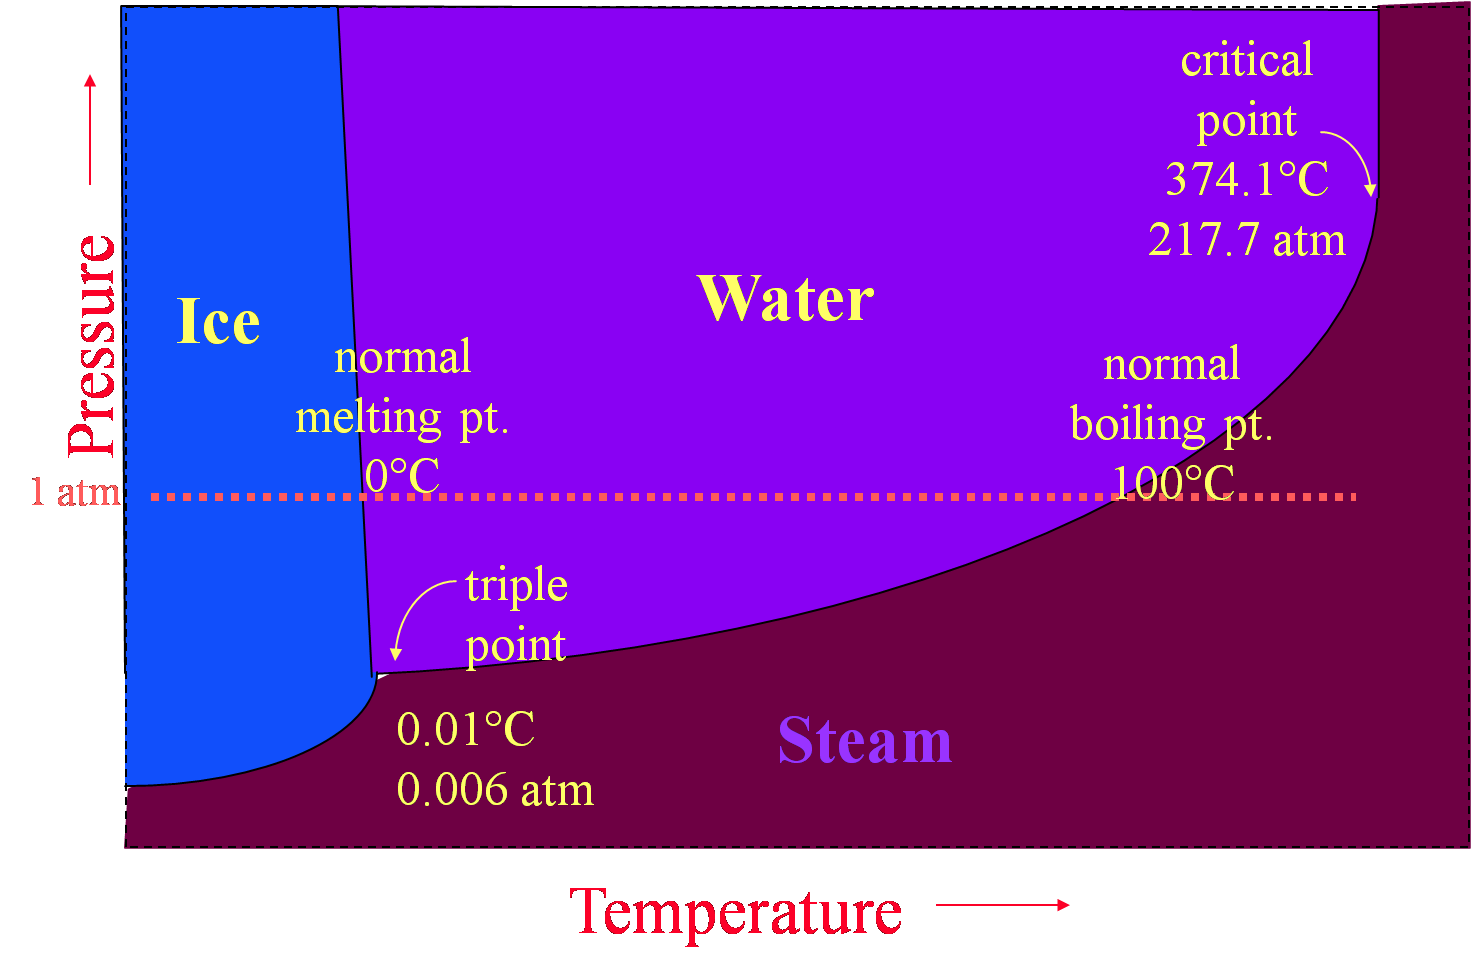 critical
point
374.1°C
217.7 atm
Water
Ice
normal
melting pt.
0°C
normal
boiling pt.
100°C
Pressure
1 atm
triple
point
0.01°C
0.006 atm
Steam
Temperature